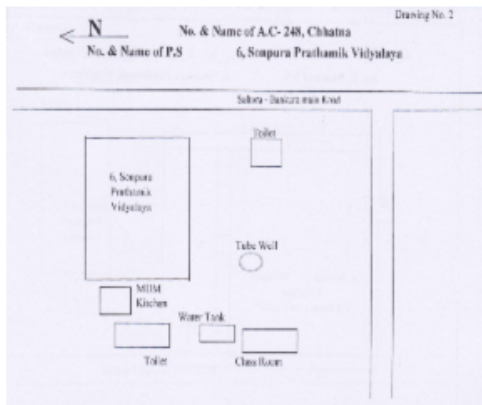 Drawing No. 2
N
No. & Name of A.C- 248, Chhatna
No. & Name of P.S 6, Sonpura Prathamik Vidyalaya
Saltora - Bankura main Road
Toilet
6, Sonpura
Prathamik
Vidyalaya
Tube Well
MDM
Kitchen
Water Tank
Toilet
Class Room